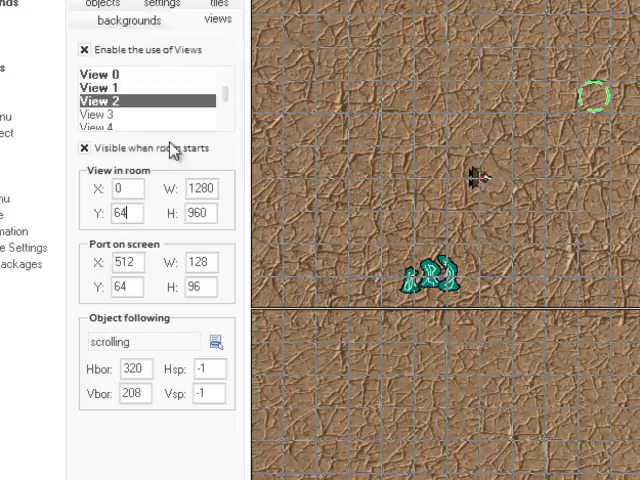 objects settings tiles
backgrounds views
Enable the use of Views
View 0
View 1
View 2
View 3
View 4
Visible when room starts
View in room
X: 0 W: 1280
Y: 64 H: 960
Port on screen
X: 512 W: 128
Y: 64 H: 96
Object following
scrolling
Hbor: 320 Hsp: -1
Vbor: 208 Vsp: -1
nds
s
nu
ect
nu
e
mation
e Settings
ackages